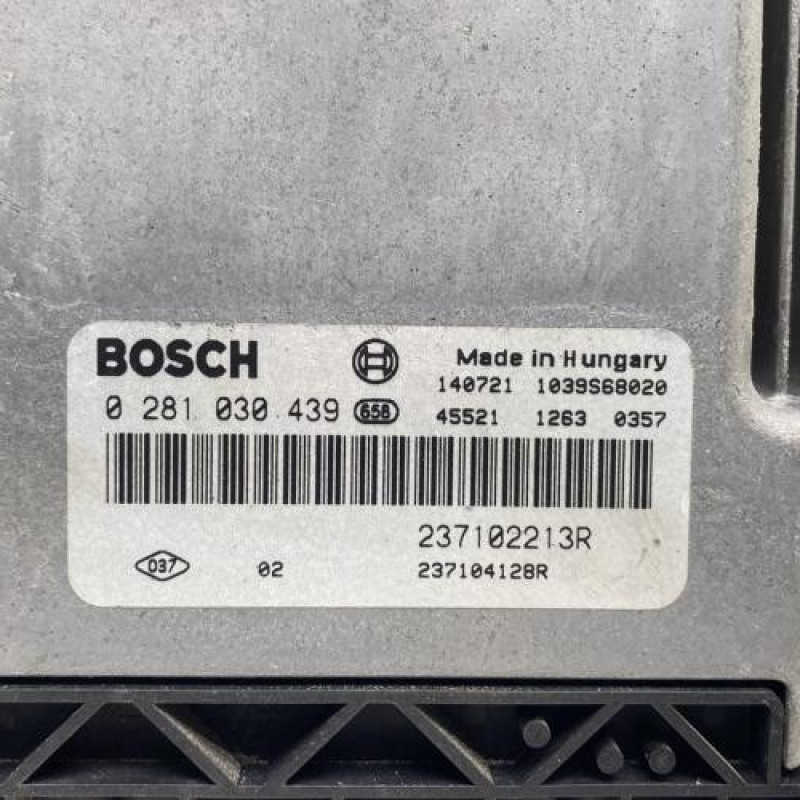 BOSCH Made in Hungary
140721 1039S68020
0 281 030 439 658 45521 1263 0357
237102213R
037 02 237104128R